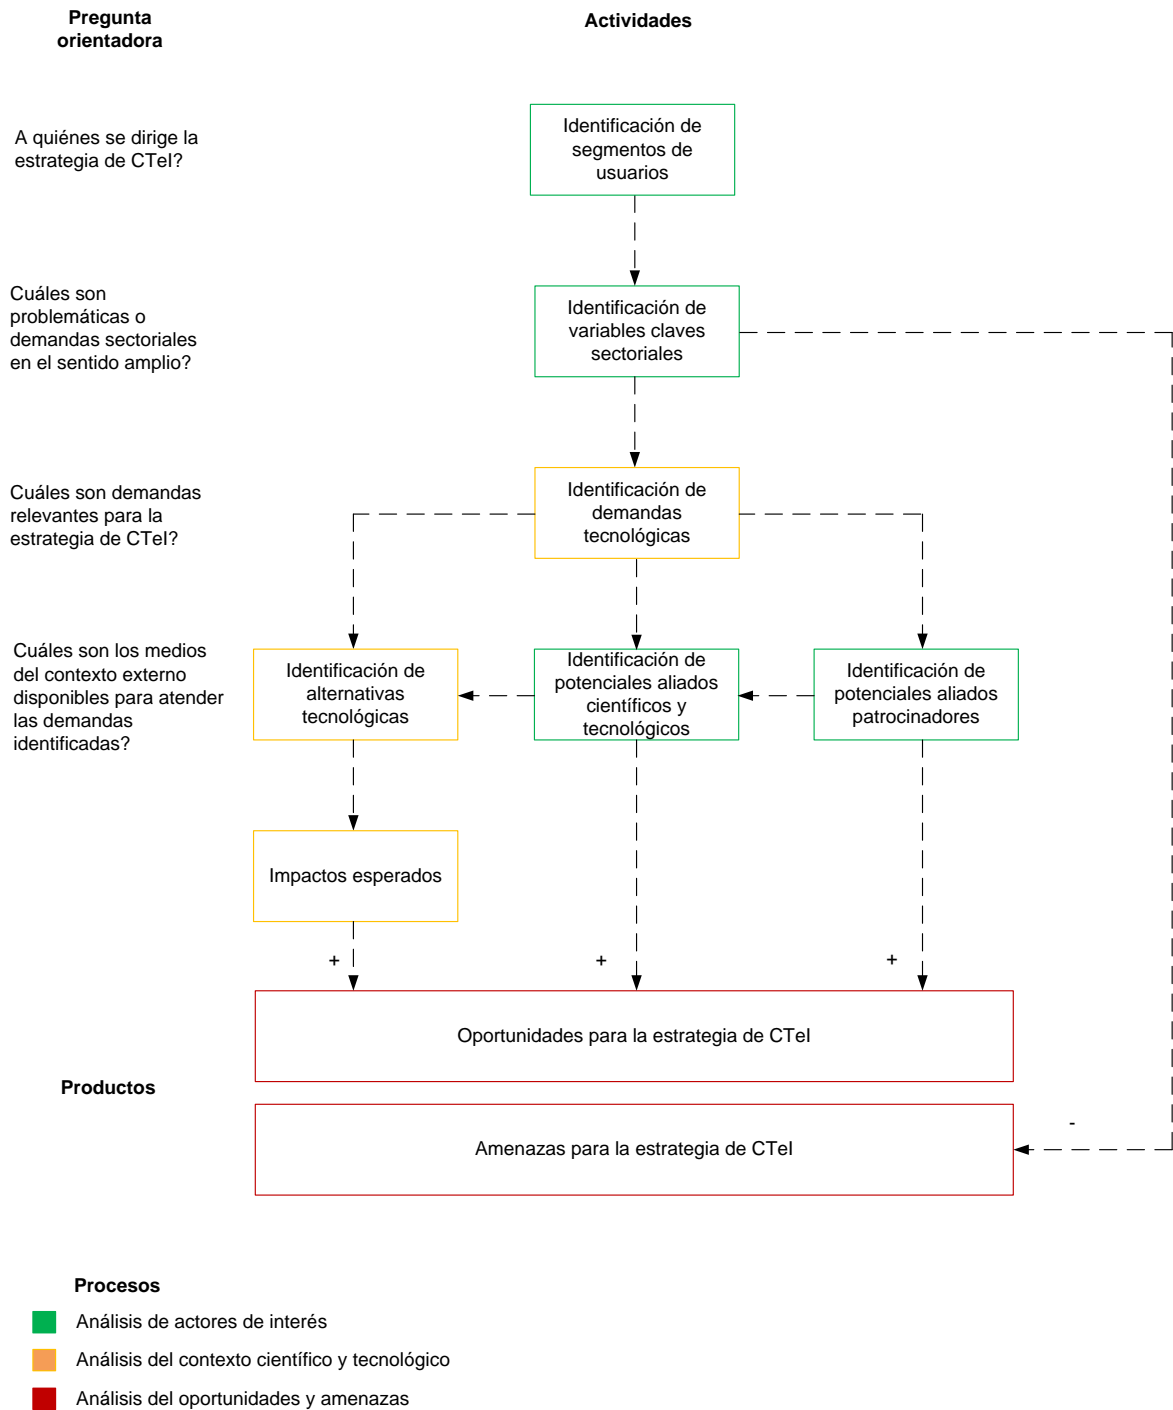 Pregunta
orientadora
Actividades
A quiénes se dirige la
estrategia de CTeI?
Identificación de
segmentos de
usuarios
Cuáles son
problemáticas o
demandas sectoriales
en el sentido amplio?
Identificación de
variables claves
sectoriales
Cuáles son demandas
relevantes para la
estrategia de CTeI?
Identificación de
demandas
tecnológicas
Cuáles son los medios
del contexto externo
disponibles para atender
las demandas
identificadas?
Identificación de
alternativas
tecnológicas
Identificación de
potenciales aliados
científicos y
tecnológicos
Identificación de
potenciales aliados
patrocinadores
Impactos esperados
+
+
+
Oportunidades para la estrategia de CTeI
Productos
-
Amenazas para la estrategia de CTeI
Procesos
Análisis de actores de interés
Análisis del contexto científico y tecnológico
Análisis del oportunidades y amenazas